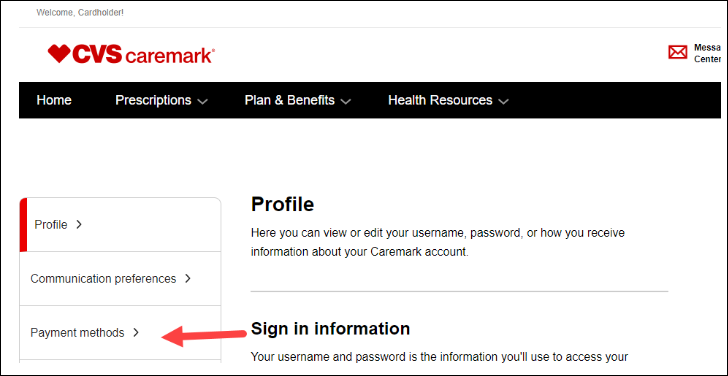 Welcome, Cardholder!
CVS caremark®
Messa
Center
Home Prescriptions Plan & Benefits Health Resources
Profile
Communication preferences
Payment methods
Profile
Here you can view or edit your username, password, or how you receive
information about your Caremark account.
Sign in information
Your username and password is the information you'll use to access your